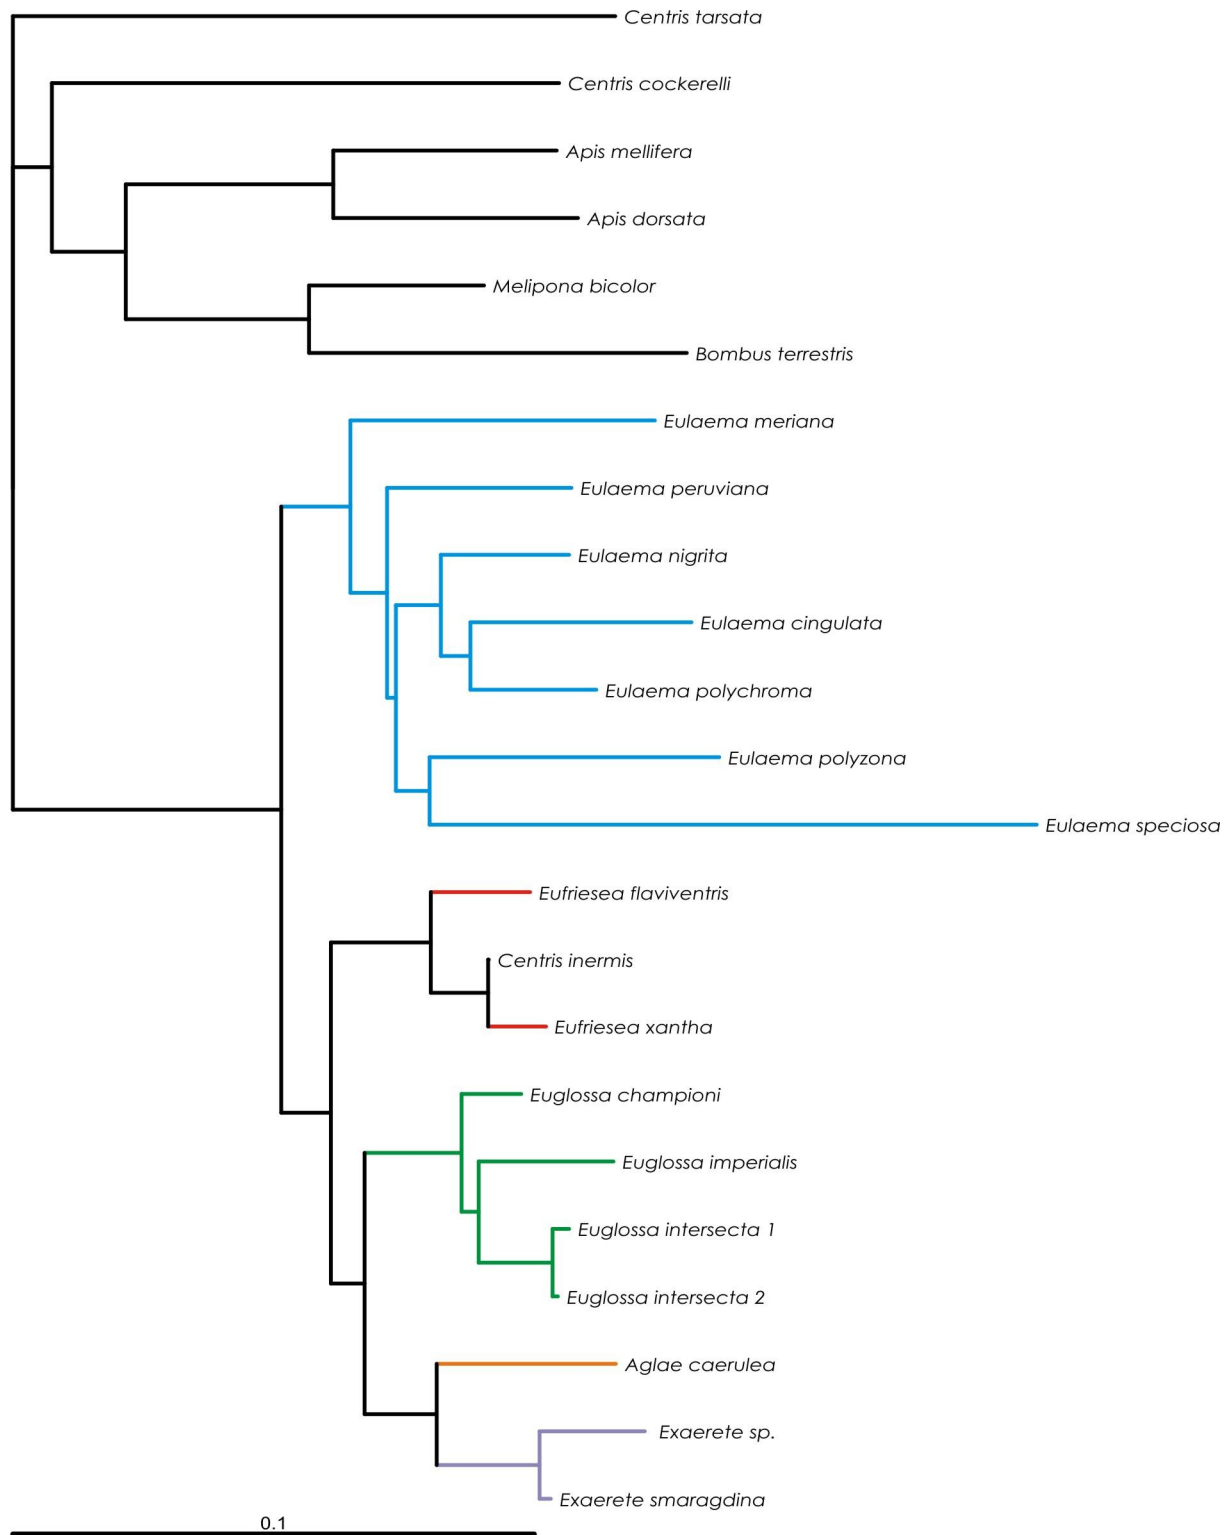 Centris tarsata
Centris cockerelli
Apis mellifera
Apis dorsata
Melipona bicolor
Bombus terrestris
Eulaema meriana
Eulaema peruviana
Eulaema nigrita
Eulaema cingulata
Eulaema polychroma
Eulaema polyzona
Eulaema speciosa
Eufriesea flaviventris
Centris inermis
Eufriesea xantha
Euglossa championi
Euglossa imperialis
Euglossa intersecta 1
Euglossa intersecta 2
Aglae caerulea
Exaerete sp.
Exaerete smaragdina
0.1